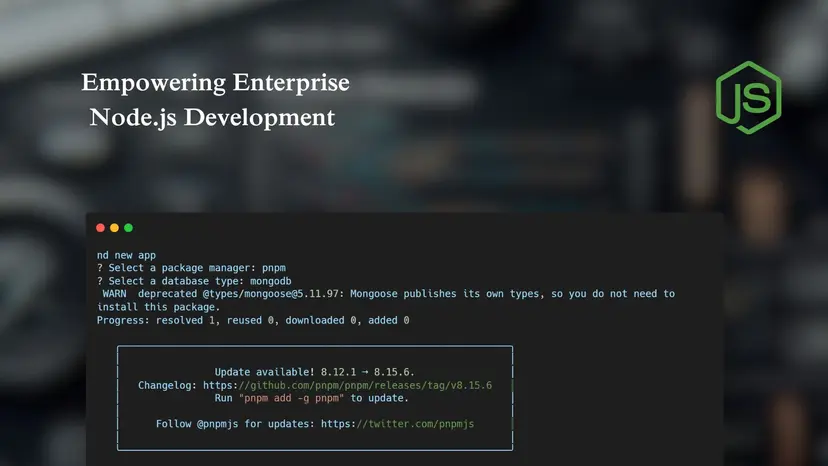 Empowering Enterprise
Node.js Development
JS
nd new app
? Select a package manager: pnpm
? Select a database type: mongodb
WARN  deprecated @types/mongoose@5.11.97: Mongoose publishes its own types, so you do not need to
install this package.
Progress: resolved 1, reused 0, downloaded 0, added 0
Update available! 8.12.1 → 8.15.6.
Changelog: https://github.com/pnpm/pnpm/releases/tag/v8.15.6
Run "pnpm add -g pnpm" to update.
Follow @pnpmjs for updates: https://twitter.com/pnpmjs